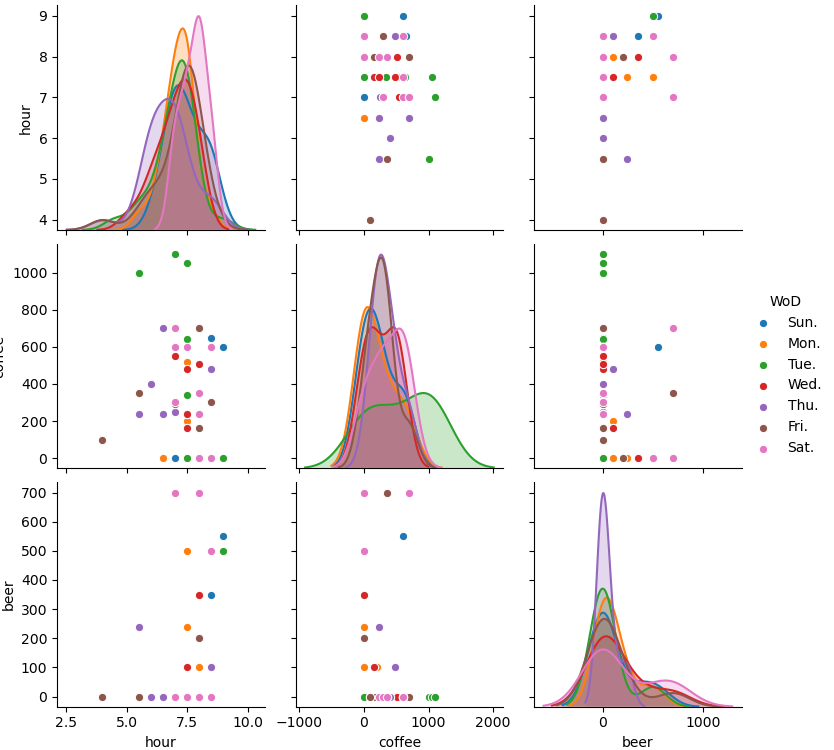 9
8
7
6
5
4
hour
1000
800
600
400
200
0
coffee
WoD
Sun.
Mon.
Tue.
Wed.
Thu.
Fri.
Sat.
700
600
500
400
300
200
100
0
beer
2.5 5.0 7.5 10.0
−1000 0 1000 2000
0 1000
hour coffee beer